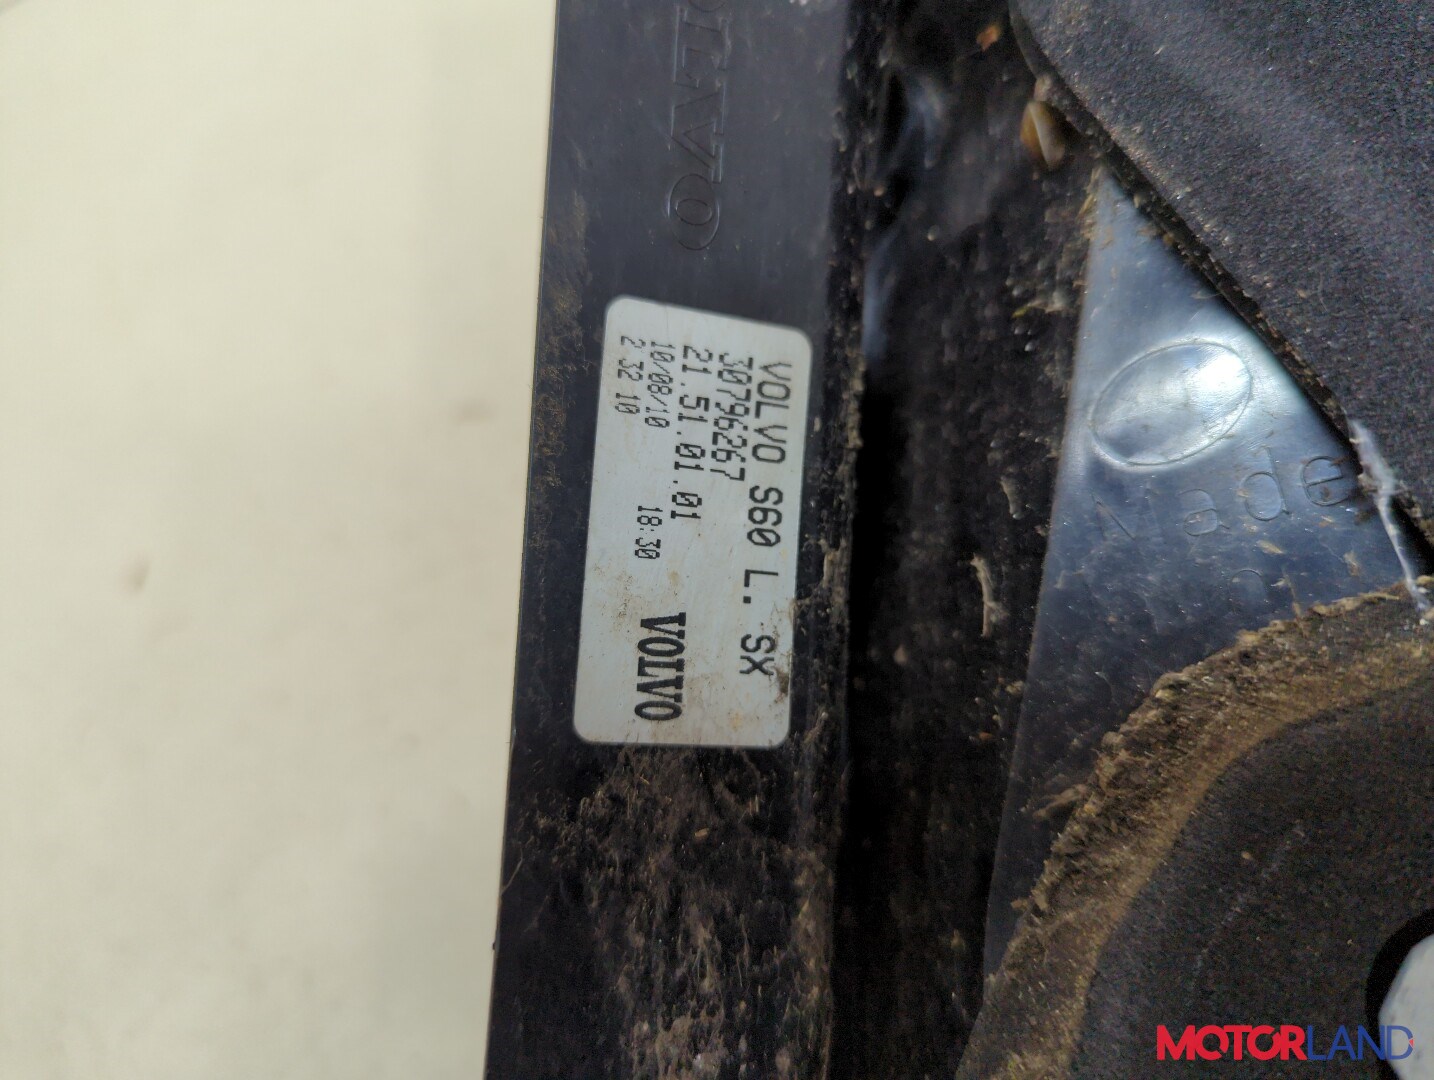 VOLVO
VOLVO S60 L. SX
30796267
21.51.01.01
10/08/10 18:30
2 32 10
VOLVO
Made
MOTORLAND